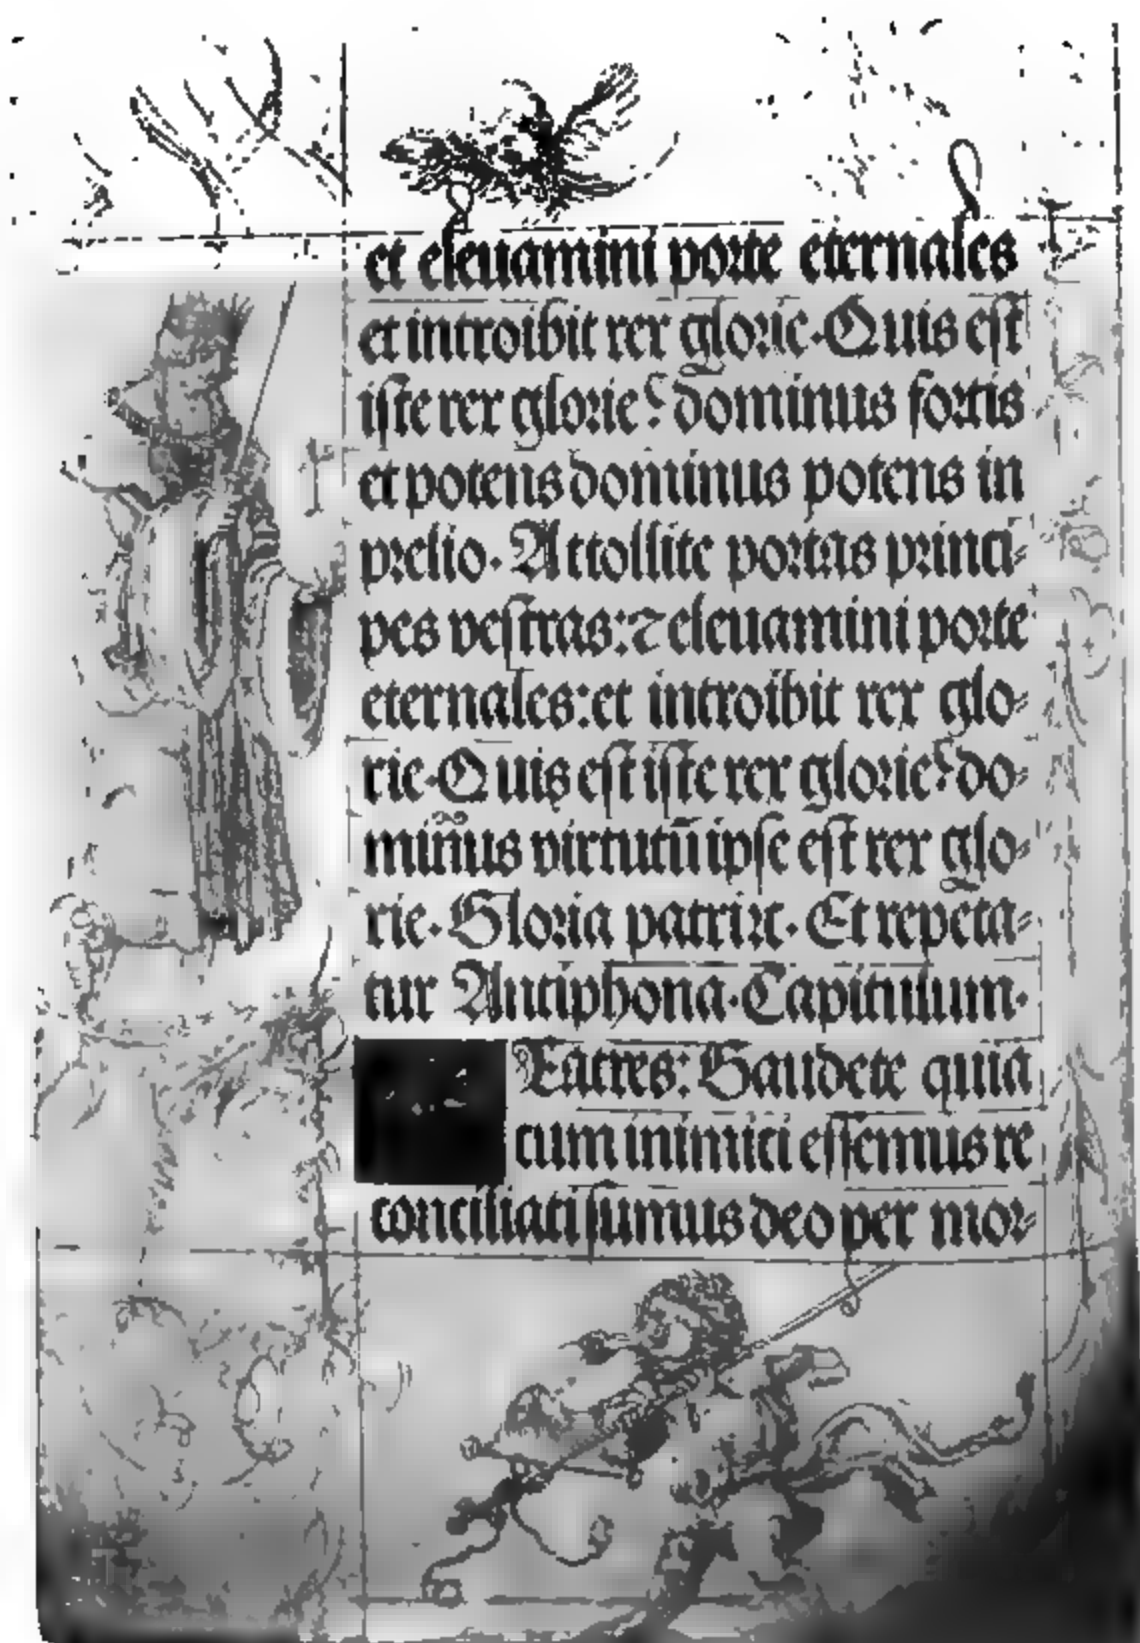 et eleuamini porte eternales
et introibit rex glorie. Quis est
iste rex glorie? dominus fortis
et potens dominus potens in
prelio. Attollite portas princi-
pes vestras: ⁊ eleuamini porte
eternales: et introibit rex glo-
rie. Quis est iste rex glorie? do-
minus virtutū ipse est rex glo-
rie. Gloria patri ⁊c. Et repeta-
tur Antiphona. Capitulum.
Fratres: Gaudete quia
cum inimici essemus re
conciliati sumus deo per mor-